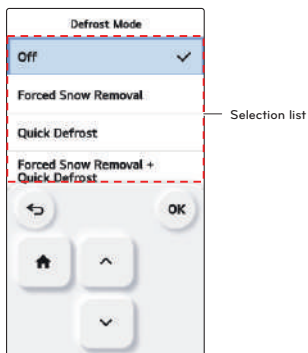 Defrost Mode
Off
Forced Snow Removal
Selection list
Quick Defrost
Forced Snow Removal +
Quick Defrost
OK